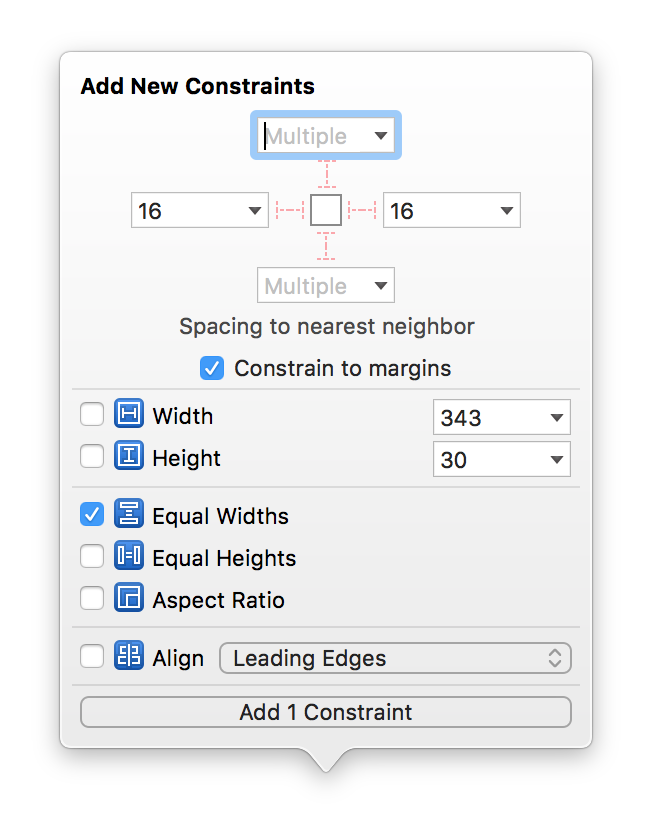 Add New Constraints
Multiple
16
16
Multiple
Spacing to nearest neighbor
Constrain to margins
Width
343
Height
30
Equal Widths
Equal Heights
Aspect Ratio
Align
Leading Edges
Add 1 Constraint